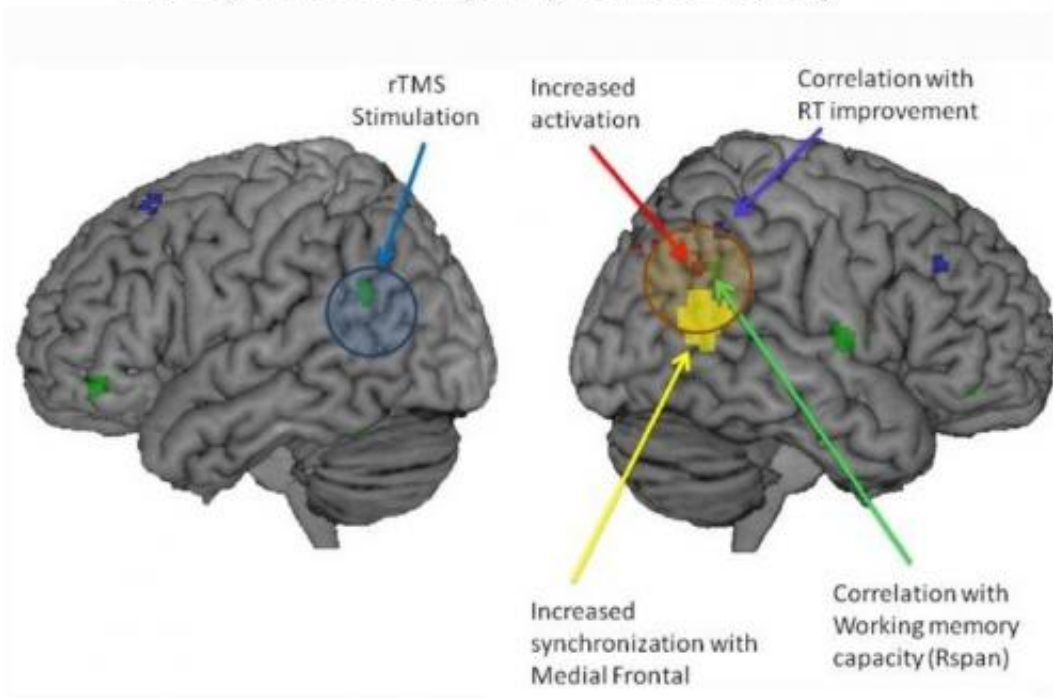 rTMS
Stimulation
Increased
activation
Correlation with
RT improvement
Increased
synchronization with
Medial Frontal
Correlation with
Working memory
capacity (Rspan)